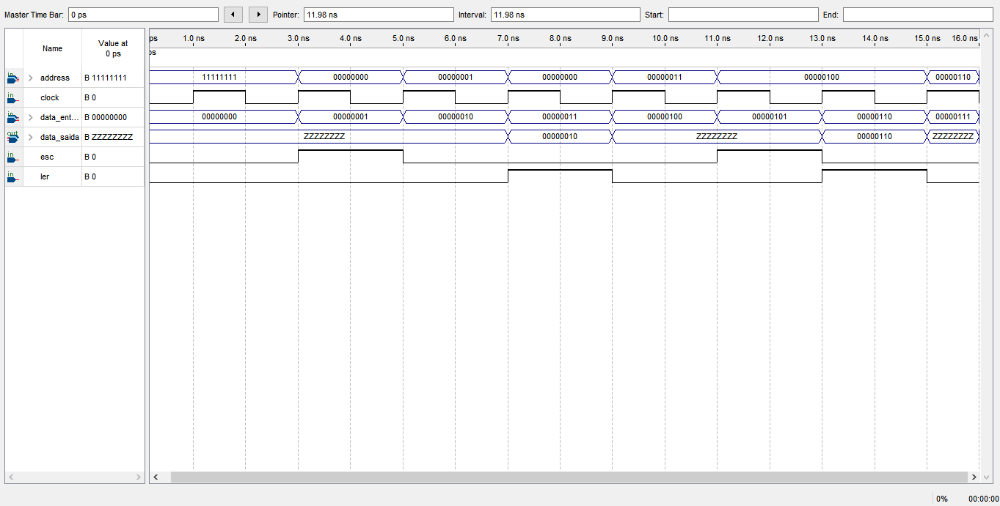 Master Time Bar: 0 ps Pointer: 11.98 ns Interval: 11.98 ns Start: End:
Name Value at 0 ps
ps 1.0 ns 2.0 ns 3.0 ns 4.0 ns 5.0 ns 6.0 ns 7.0 ns 8.0 ns 9.0 ns 10.0 ns 11.0 ns 12.0 ns 13.0 ns 14.0 ns 15.0 ns 16.0 ns
ps
in address B 11111111 11111111 00000000 00000001 00000000 00000011 00000100 00000110
in clock B 0
in data_ent... B 00000000 00000000 00000001 00000010 00000011 00000100 00000101 00000110 00000111
out data_saida B ZZZZZZZZ ZZZZZZZZ 00000010 ZZZZZZZZ 00000110 ZZZZZZZZ
in esc B 0
in ler B 0
0% 00:00:00